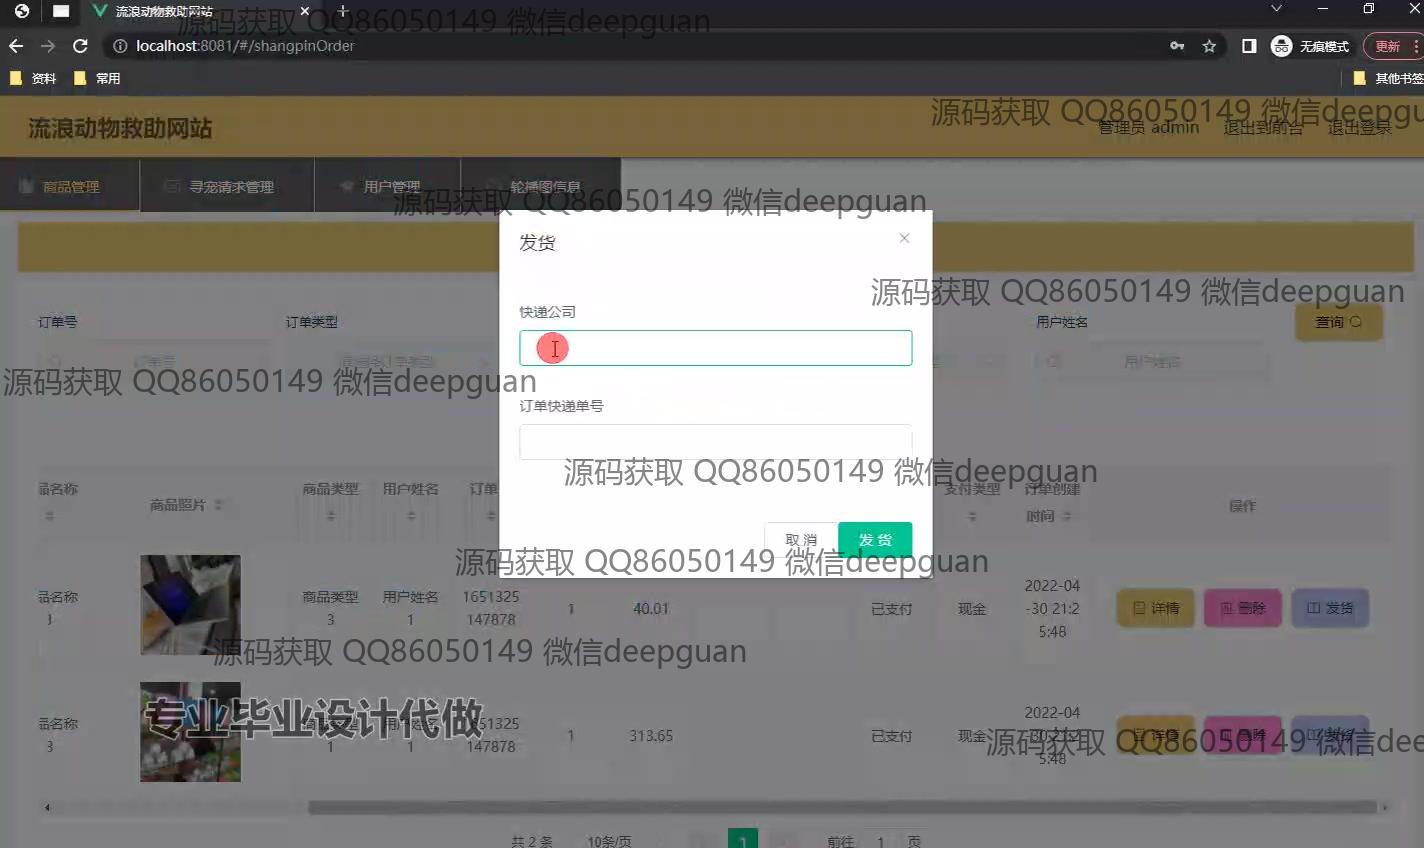 流浪动物救助网站
源码获取 QQ86050149 微信deepguan
localhost:8081/#/shangpinOrder
无痕模式
更新
资料
常用
其他书签
流浪动物救助网站
源码获取 QQ86050149 微信deepgu
管理员 admin
退出到前台
退出登录
商品管理
寻宠请求管理
用户管理
轮播图信息
源码获取 QQ86050149 微信deepguan
发货
源码获取 QQ86050149 微信deepguan
快递公司
订单号
订单类型
用户姓名
查询
订单号
用户姓名
源码获取 QQ86050149 微信deepguan
订单快递单号
源码获取 QQ86050149 微信deepguan
品名称
商品照片
商品类型
用户姓名
订单
支付类型
订单创建
时间
操作
取 消
发 货
源码获取 QQ86050149 微信deepguan
品名称
商品类型
3
用户姓名
1
1651325
147878
1
40.01
已支付
现金
2022-04
-30 21:2
5:48
详情
删除
发货
源码获取 QQ86050149 微信deepguan
专业毕业设计代做
品名称
3
商品类型
1
用户姓名
1
1651325
147878
1
313.65
已支付
现金
2022-04
-30 21:2
5:48
详情
删除
发货
源码获取 QQ86050149 微信dee
共 2 条
10条/页
1
前往
1
页